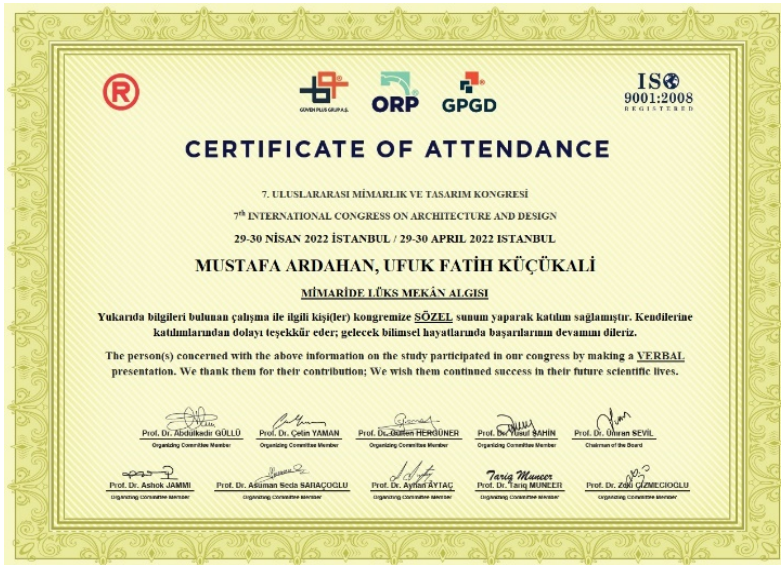 R
GÜVEN PLUS GRUP A.Ş.
ORP
GPGD
ISO
9001:2008
REGISTERED
CERTIFICATE OF ATTENDANCE
7. ULUSLARARASI MİMARLIK VE TASARIM KONGRESİ
7th INTERNATIONAL CONGRESS ON ARCHITECTURE AND DESIGN
29-30 NİSAN 2022 İSTANBUL / 29-30 APRIL 2022 ISTANBUL
MUSTAFA ARDAHAN, UFUK FATİH KÜÇÜKALİ
MİMARİDE LÜKS MEKÂN ALGISI
Yukarıda bilgileri bulunan çalışma ile ilgili kişi(ler) kongremize SÖZEL sunum yaparak katılım sağlamıştır. Kendilerine
katılımlarından dolayı teşekkür eder; gelecek bilimsel hayatlarında başarılarının devamını dileriz.
The person(s) concerned with the above information on the study participated in our congress by making a VERBAL
presentation. We thank them for their contribution; We wish them continued success in their future scientific lives.
Prof. Dr. Abdulkadir GÜLLÜ Prof. Dr. Çetin YAMAN Prof. Dr. Gülten HERGÜNER Prof. Dr. Yusuf ŞAHİN Prof. Dr. Ümran SEVİL
Organizing Committee Member Organizing Committee Member Organizing Committee Member Organizing Committee Member Chairman of the Board
Tariq Muneer
Prof. Dr. Ashok JAMMI Prof. Dr. Asuman Seda SARAÇOĞLU Prof. Dr. Ayhan AYTAÇ Prof. Dr. Tariq MUNEER Prof. Dr. Zeki ÇİZMECİOĞLU
Organizing Committee Member Organizing Committee Member Organizing Committee Member Organizing Committee Member Organizing Committee Member